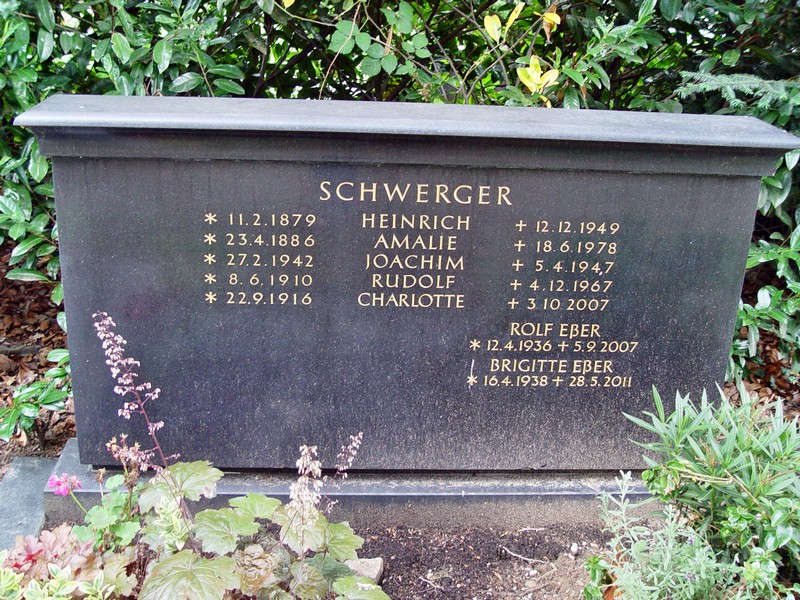 SCHWERGER
* 11.2.1879 HEINRICH + 12.12.1949
* 23.4.1886 AMALIE + 18.6.1978
* 27.2.1942 JOACHIM + 5.4.1947
* 8.6.1910 RUDOLF + 4.12.1967
* 22.9.1916 CHARLOTTE + 3.10.2007
ROLF EẞER
* 12.4.1936 + 5.9.2007
BRIGITTE EẞER
* 16.4.1938 + 28.5.2011